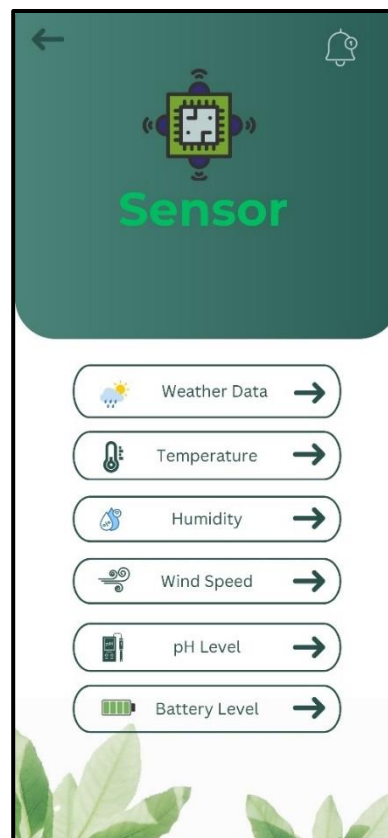 Sensor
Weather Data
Temperature
Humidity
Wind Speed
pH Level
Battery Level